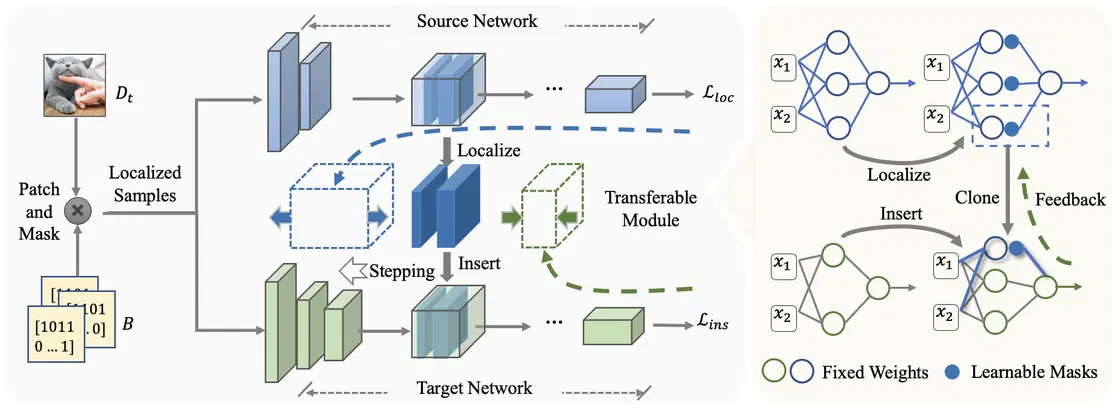 Source Network
D_t
Patch
and
Mask
Localized
Samples
B
[1011
0 ... 1]
...
ℒ_loc
Localize
Transferable
Module
Stepping
Insert
...
ℒ_ins
Target Network
x_1
x_2
x_1
x_2
Localize
Clone
Feedback
Insert
x_1
x_2
x_1
x_2
Fixed Weights
Learnable Masks